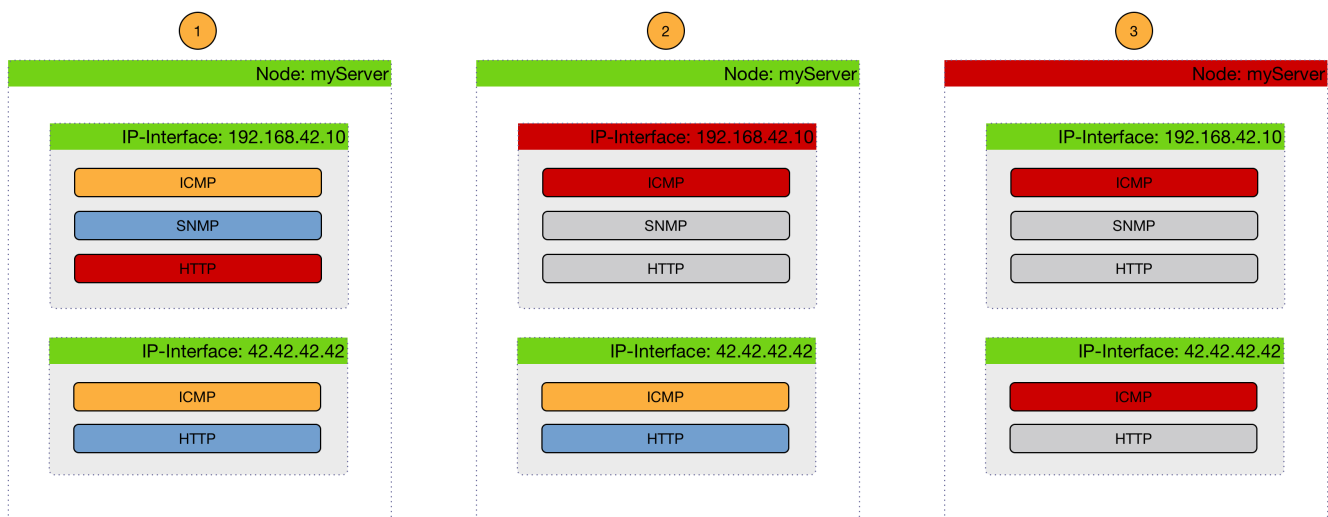 1
Node: myServer
IP-Interface: 192.168.42.10
ICMP
SNMP
HTTP
IP-Interface: 42.42.42.42
ICMP
HTTP
2
Node: myServer
IP-Interface: 192.168.42.10
ICMP
SNMP
HTTP
IP-Interface: 42.42.42.42
ICMP
HTTP
3
Node: myServer
IP-Interface: 192.168.42.10
ICMP
SNMP
HTTP
IP-Interface: 42.42.42.42
ICMP
HTTP